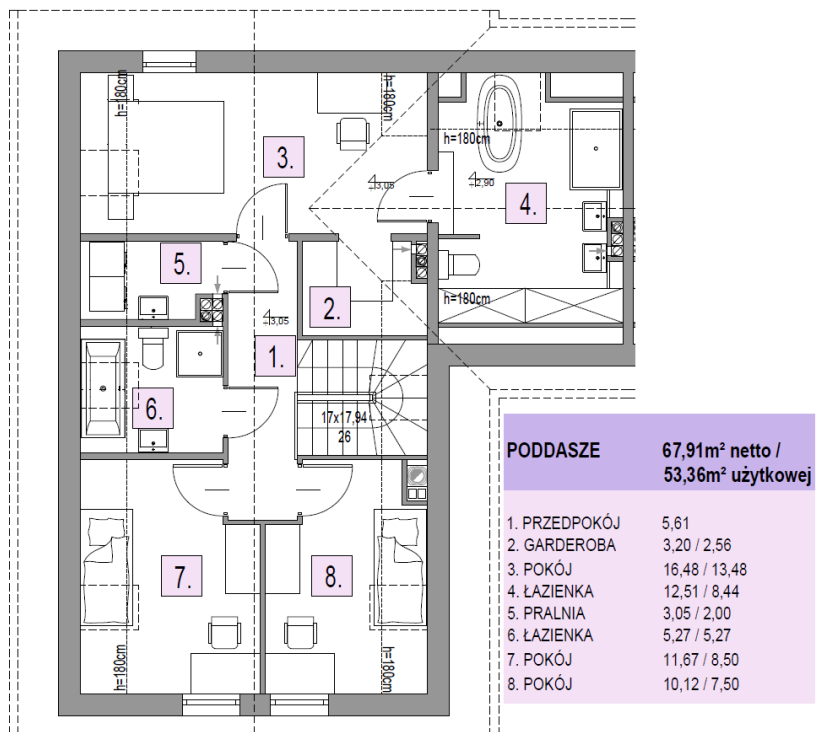 h=180cm
h=180cm
h=180cm
3.
3,05
2,90
4.
5.
2.
h=180cm
3,05
1.
6.
17x17,94
26
7.
8.
h=180cm
h=180cm
PODDASZE 67,91m² netto /
53,36m² użytkowej
1. PRZEDPOKÓJ 5,61
2. GARDEROBA 3,20 / 2,56
3. POKÓJ 16,48 / 13,48
4. ŁAZIENKA 12,51 / 8,44
5. PRALNIA 3,05 / 2,00
6. ŁAZIENKA 5,27 / 5,27
7. POKÓJ 11,67 / 8,50
8. POKÓJ 10,12 / 7,50